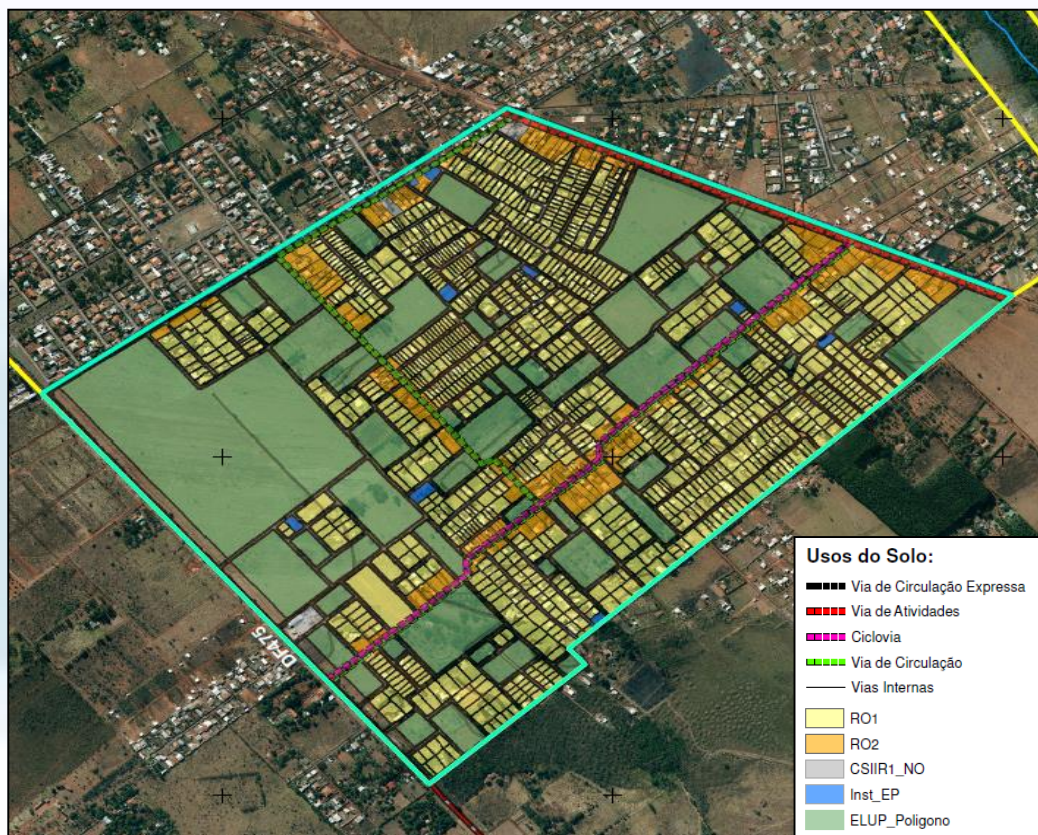 DF475
Usos do Solo:
Via de Circulação Expressa
Via de Atividades
Ciclovia
Via de Circulação
Vias Internas
RO1
RO2
CSIIR1_NO
Inst_EP
ELUP_Poligono